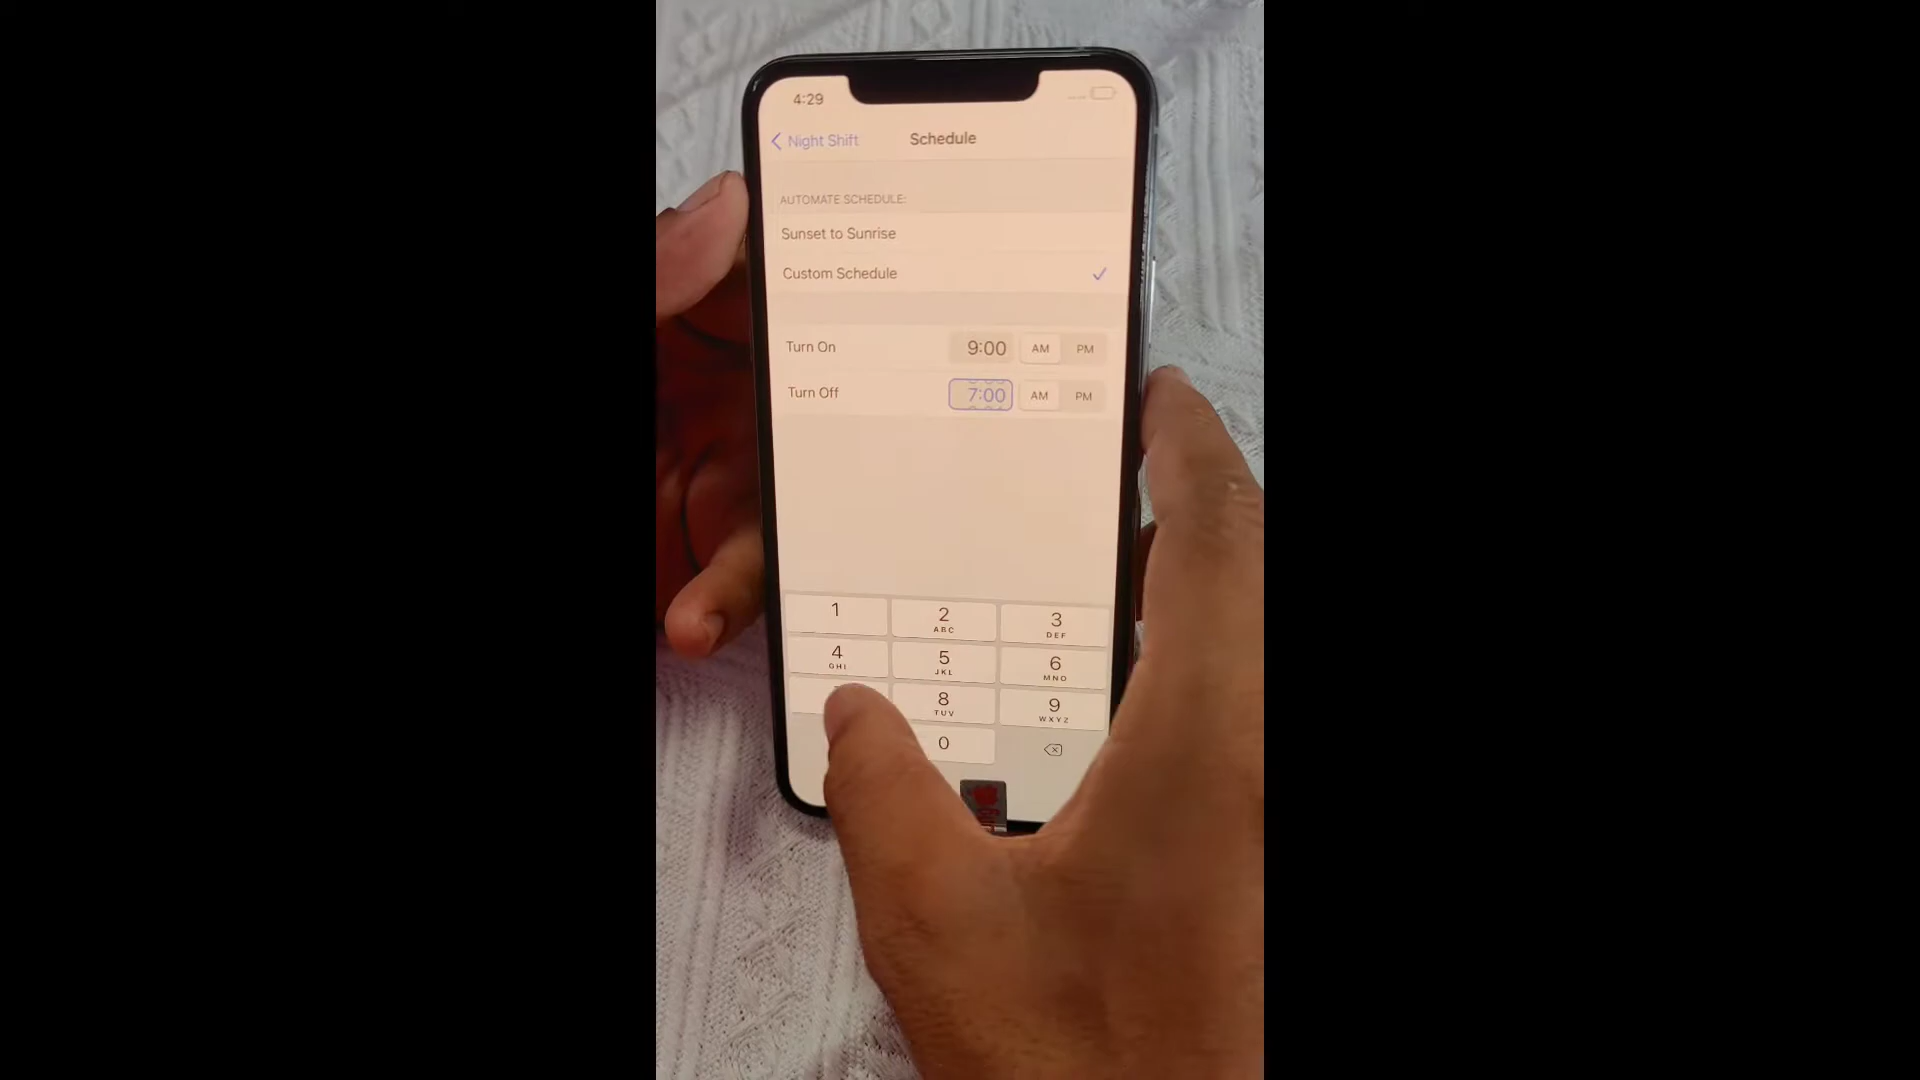 4:29
Night Shift Schedule
AUTOMATE SCHEDULE:
Sunset to Sunrise
Custom Schedule
Turn On 9:00 AM PM
Turn Off 7:00 AM PM
1 2 3
ABC DEF
4 5 6
GHI JKL MNO
8 9
TUV WXYZ
0